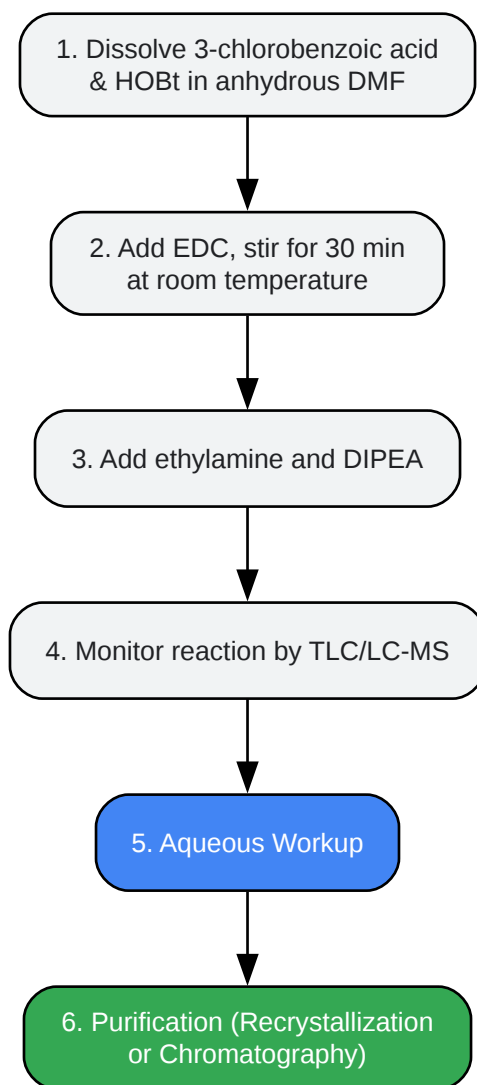 1. Dissolve 3-chlorobenzoic acid
& HOBt in anhydrous DMF
2. Add EDC, stir for 30 min
at room temperature
3. Add ethylamine and DIPEA
4. Monitor reaction by TLC/LC-MS
5. Aqueous Workup
6. Purification (Recrystallization
or Chromatography)